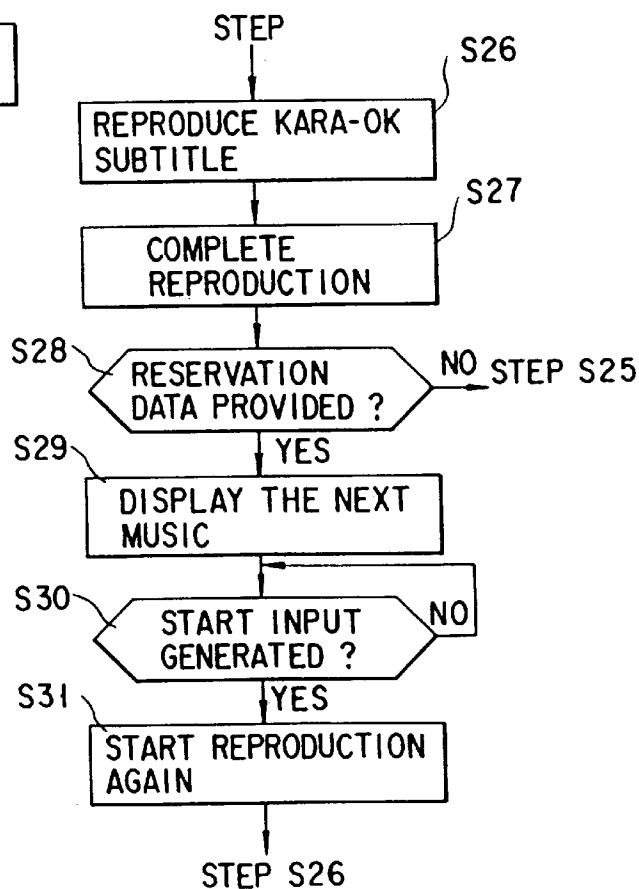 STEP
S26
REPRODUCE KARA-OK
SUBTITLE
S27
COMPLETE
REPRODUCTION
S28
RESERVATION
DATA PROVIDED ?
NO STEP S25
YES
S29
DISPLAY THE NEXT
MUSIC
S30
START INPUT
GENERATED ?
NO
YES
S31
START REPRODUCTION
AGAIN
STEP S26